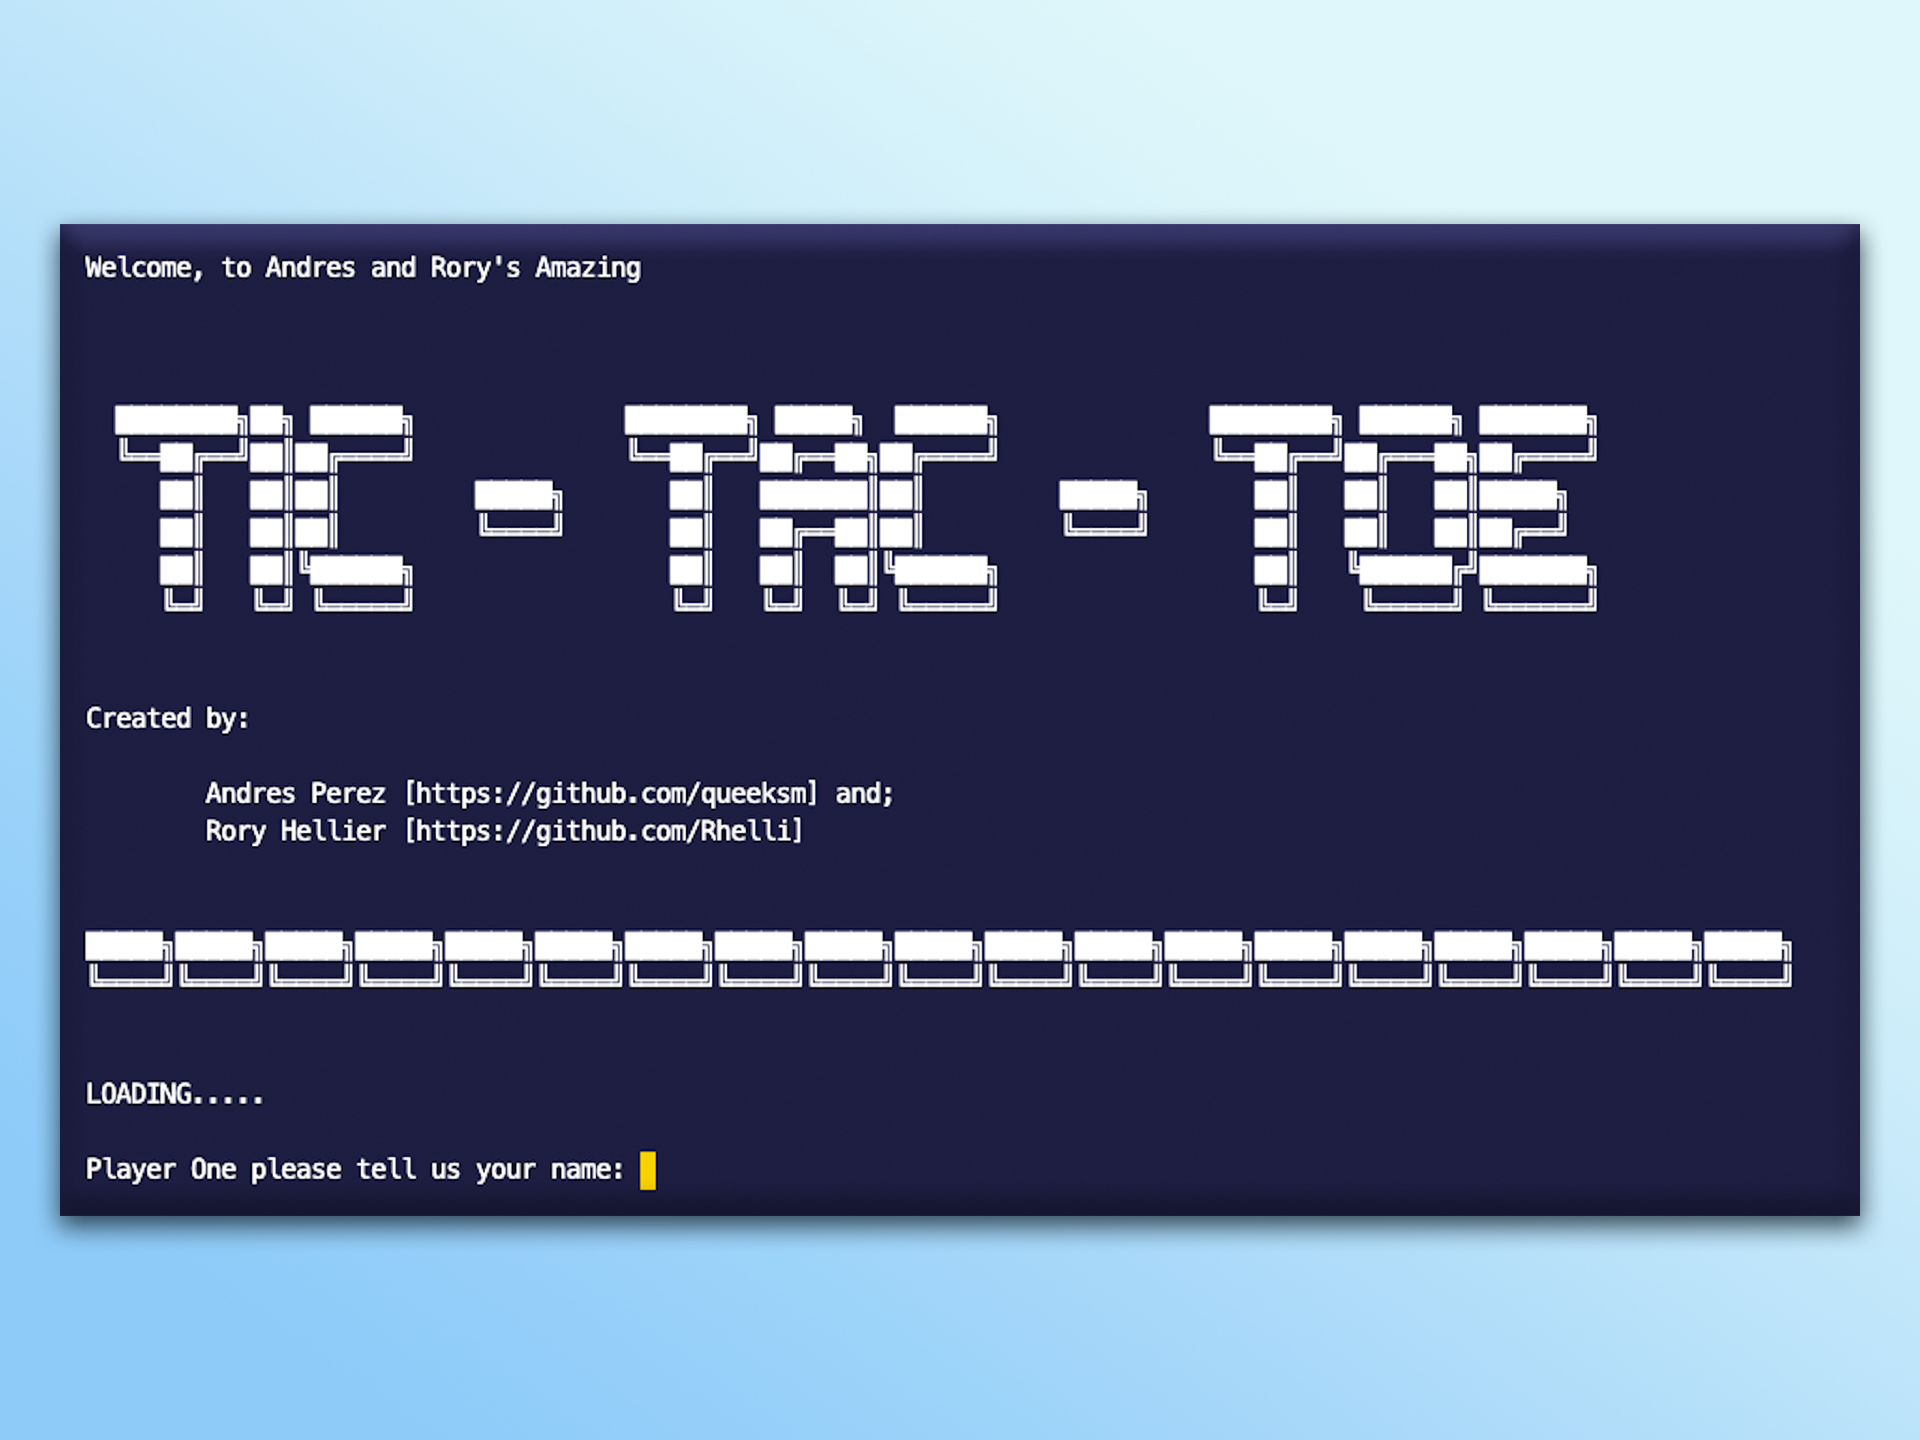 Welcome, to Andres and Rory's Amazing
TIC - TAC - TOE
Created by:
Andres Perez [https://github.com/queeksm] and;
Rory Hellier [https://github.com/Rhelli]
LOADING.....
Player One please tell us your name: